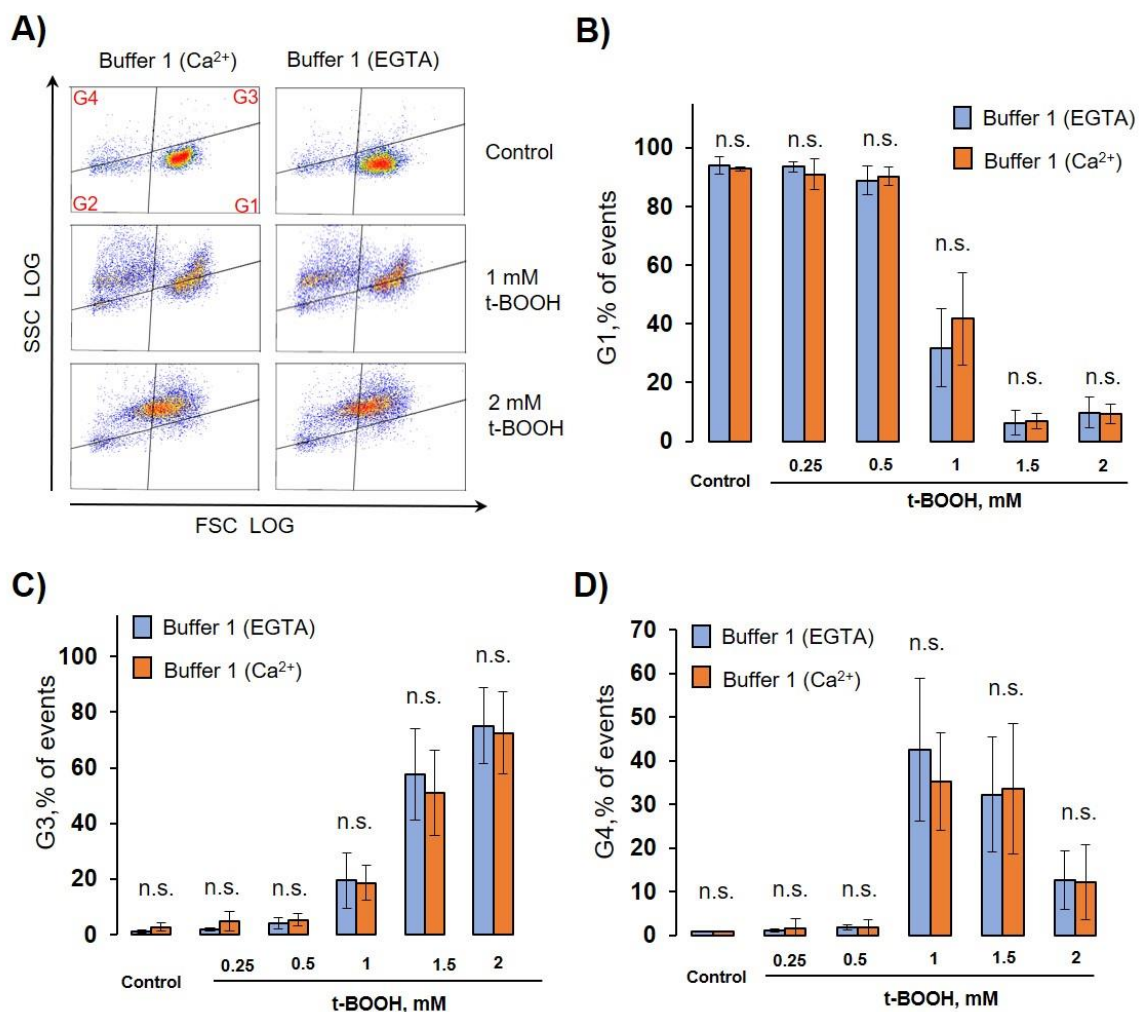 A)
Buffer 1 (Ca²⁺) Buffer 1 (EGTA)
G4 G3
Control
G2 G1
1 mM
t-BOOH
2 mM
t-BOOH
SSC LOG
FSC LOG
B)
Buffer 1 (EGTA)
Buffer 1 (Ca²⁺)
n.s. n.s. n.s. n.s. n.s. n.s.
100
80
60
40
20
0
G1,% of events
Control 0.25 0.5 1 1.5 2
t-BOOH, mM
C)
Buffer 1 (EGTA)
Buffer 1 (Ca²⁺)
n.s. n.s. n.s. n.s. n.s. n.s.
100
80
60
40
20
0
G3,% of events
Control 0.25 0.5 1 1.5 2
t-BOOH, mM
D)
Buffer 1 (EGTA)
Buffer 1 (Ca²⁺)
n.s. n.s. n.s. n.s. n.s. n.s.
70
60
50
40
30
20
10
0
G4,% of events
Control 0.25 0.5 1 1.5 2
t-BOOH, mM